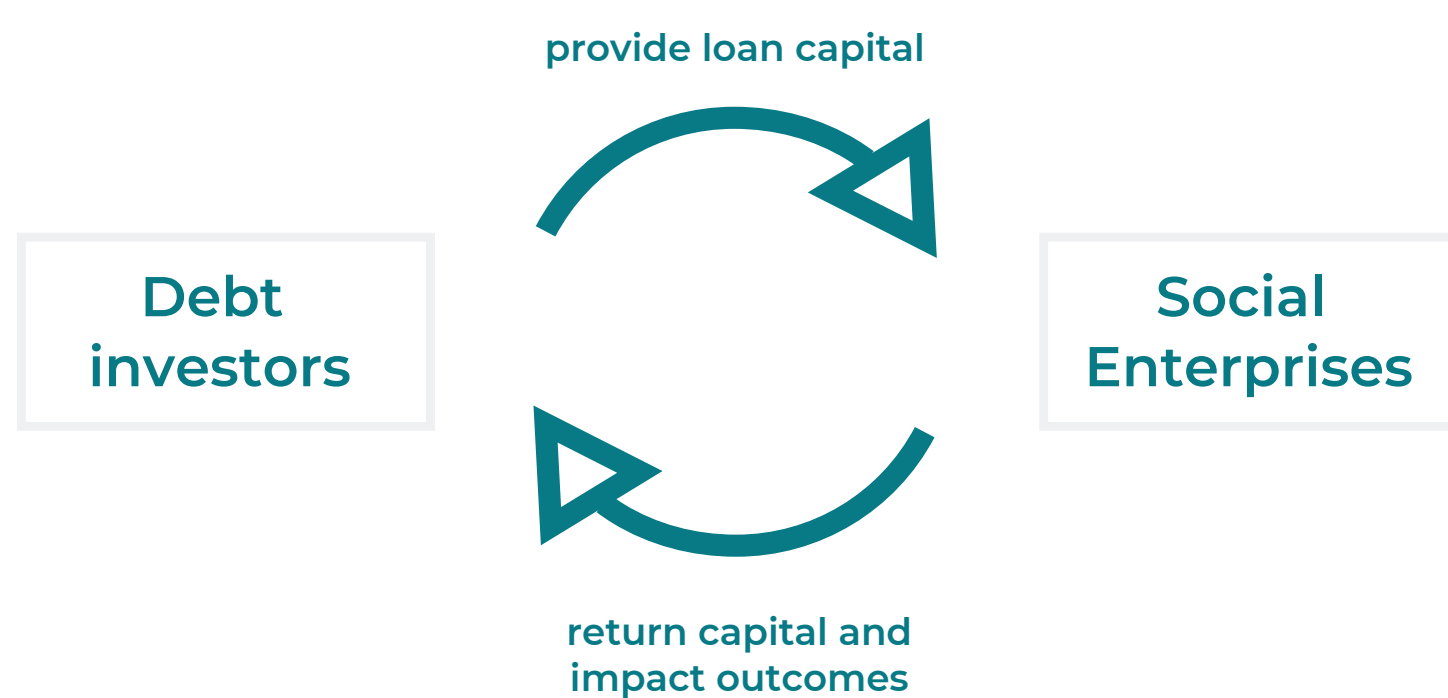 provide loan capital
Debt
investors
Social
Enterprises
return capital and
impact outcomes